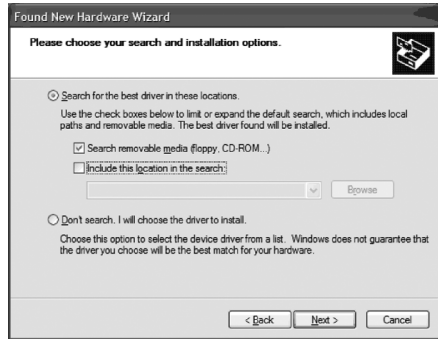 Found New Hardware Wizard
Please choose your search and installation options.
Search for the best driver in these locations.
Use the check boxes below to limit or expand the default search, which includes local
paths and removable media. The best driver found will be installed.
Search removable media (floppy, CD-ROM...)
Include this location in the search:
Browse
Don't search. I will choose the driver to install.
Choose this option to select the device driver from a list. Windows does not guarantee that
the driver you choose will be the best match for your hardware.
< Back Next > Cancel